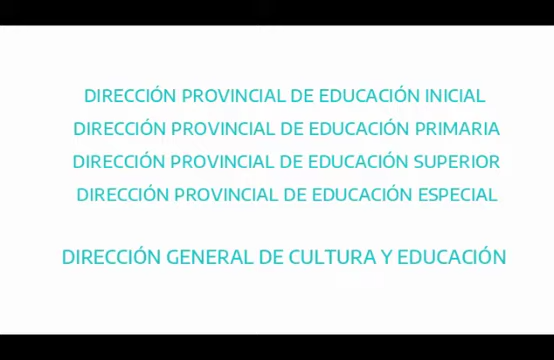 DIRECCIÓN PROVINCIAL DE EDUCACIÓN INICIAL
DIRECCIÓN PROVINCIAL DE EDUCACIÓN PRIMARIA
DIRECCIÓN PROVINCIAL DE EDUCACIÓN SUPERIOR
DIRECCIÓN PROVINCIAL DE EDUCACIÓN ESPECIAL
DIRECCIÓN GENERAL DE CULTURA Y EDUCACIÓN